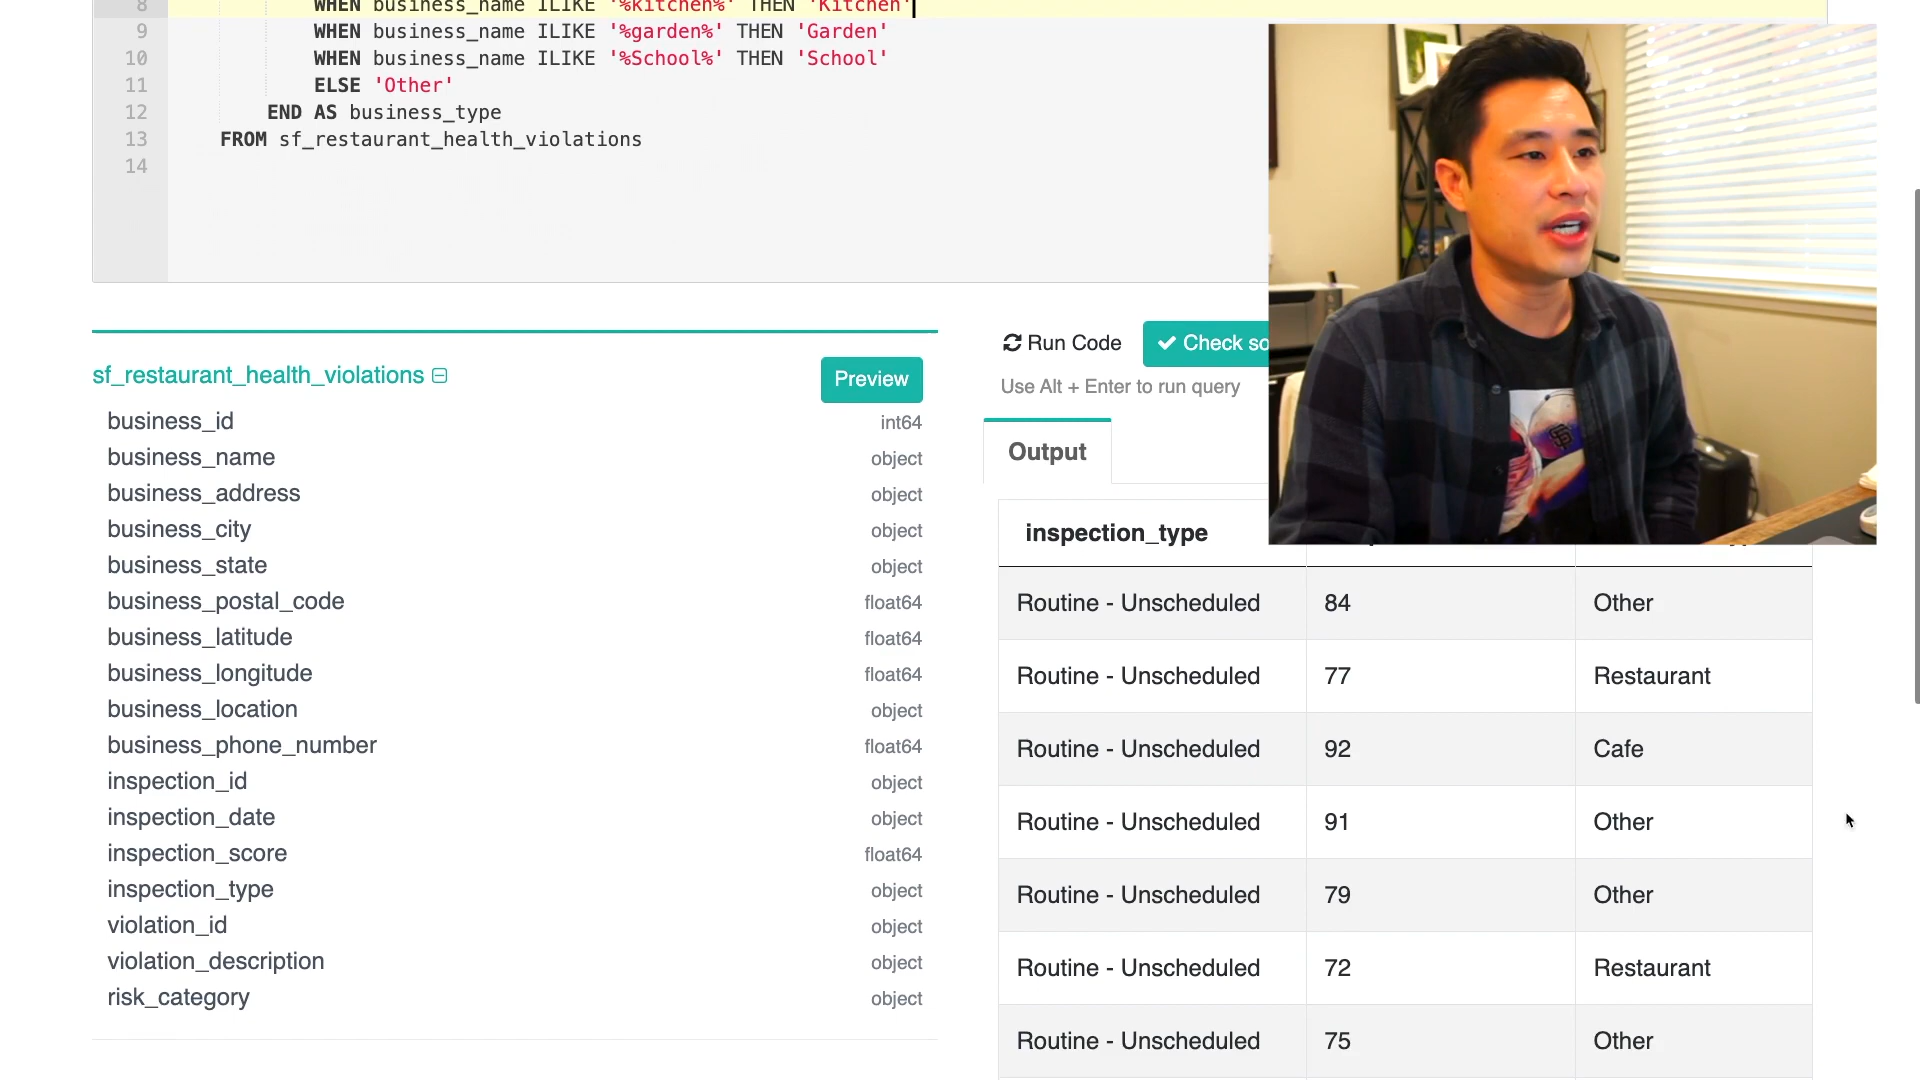 8 WHEN business_name ILIKE '%kitchen%' THEN 'Kitchen'
9 WHEN business_name ILIKE '%garden%' THEN 'Garden'
10 WHEN business_name ILIKE '%School%' THEN 'School'
11 ELSE 'Other'
12 END AS business_type
13 FROM sf_restaurant_health_violations
14
Run Code
Check so
Use Alt + Enter to run query
sf_restaurant_health_violations
Preview
business_id int64
business_name object
business_address object
business_city object
business_state object
business_postal_code float64
business_latitude float64
business_longitude float64
business_location object
business_phone_number float64
inspection_id object
inspection_date object
inspection_score float64
inspection_type object
violation_id object
violation_description object
risk_category object
Output
inspection_type
Routine - Unscheduled 84 Other
Routine - Unscheduled 77 Restaurant
Routine - Unscheduled 92 Cafe
Routine - Unscheduled 91 Other
Routine - Unscheduled 79 Other
Routine - Unscheduled 72 Restaurant
Routine - Unscheduled 75 Other
SF